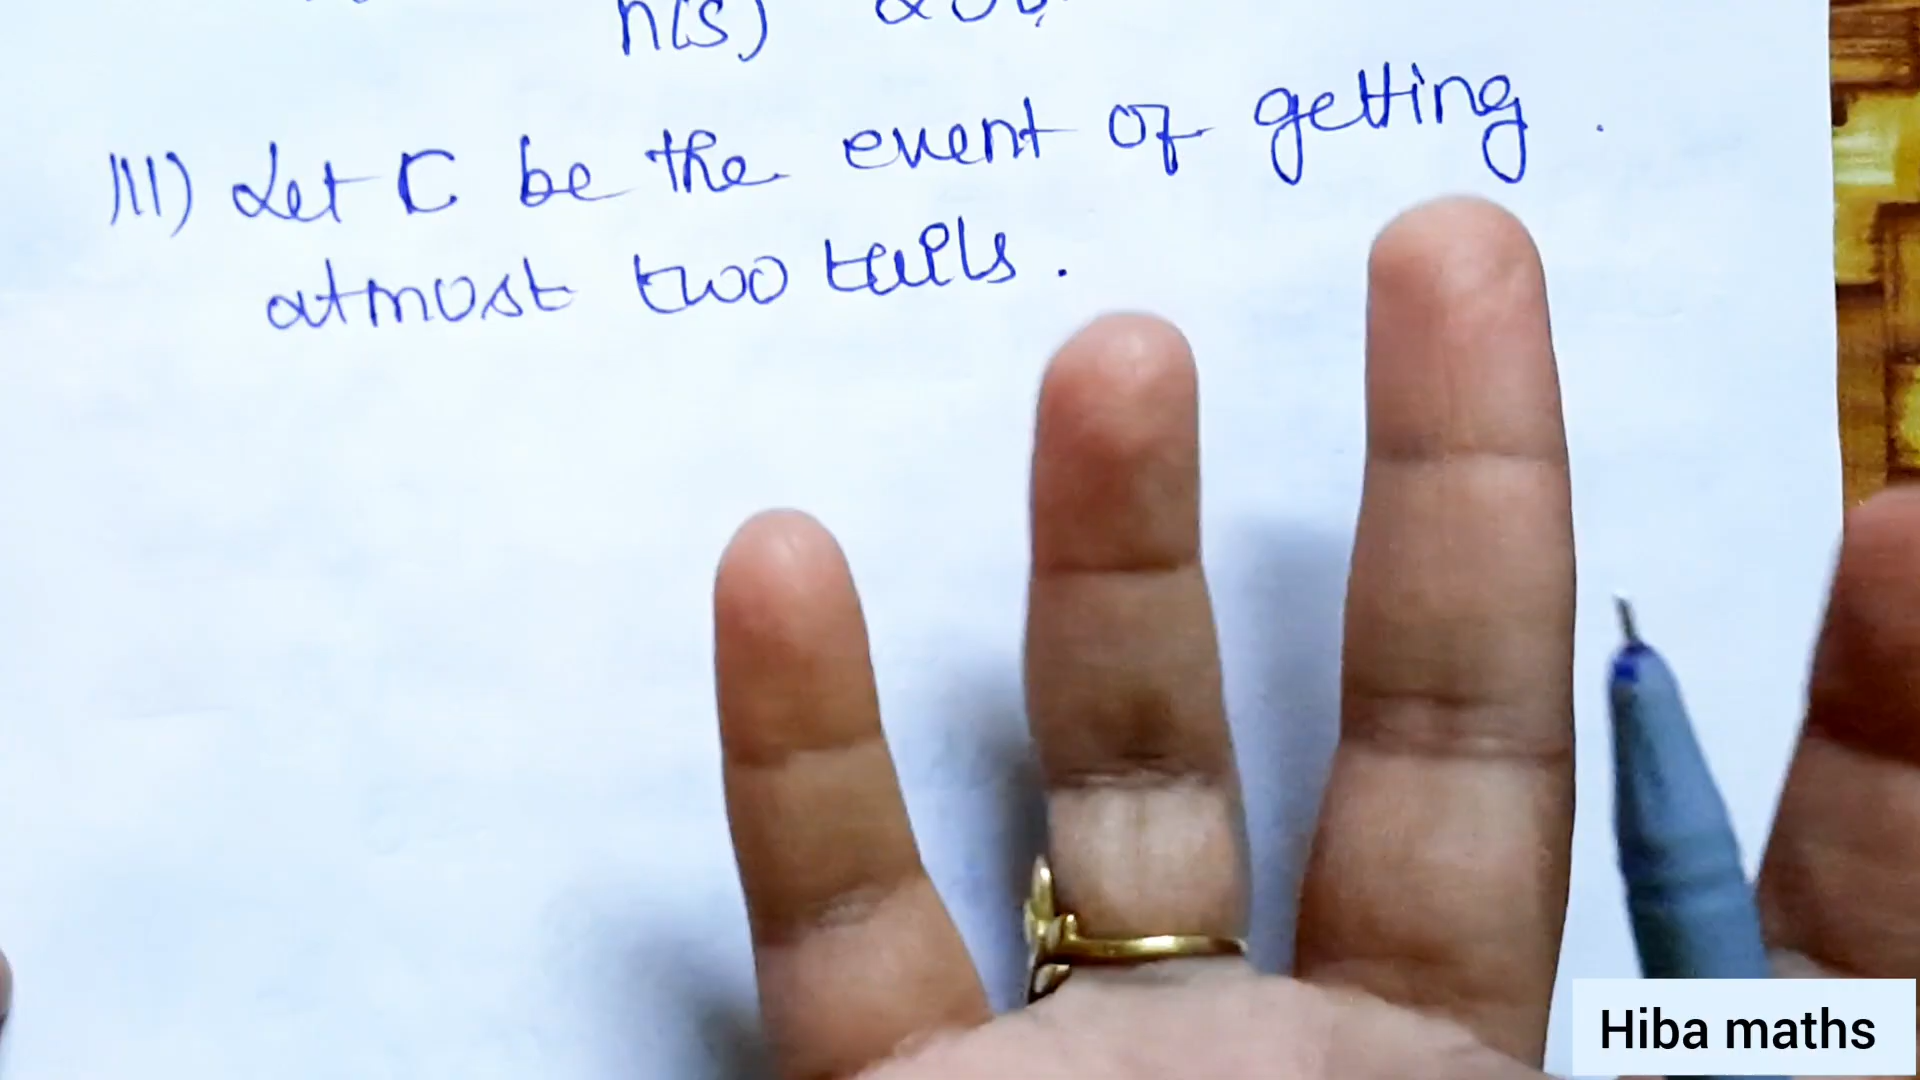 n(s)
III) Let C be the event of getting
atmost two tails.
Hiba maths